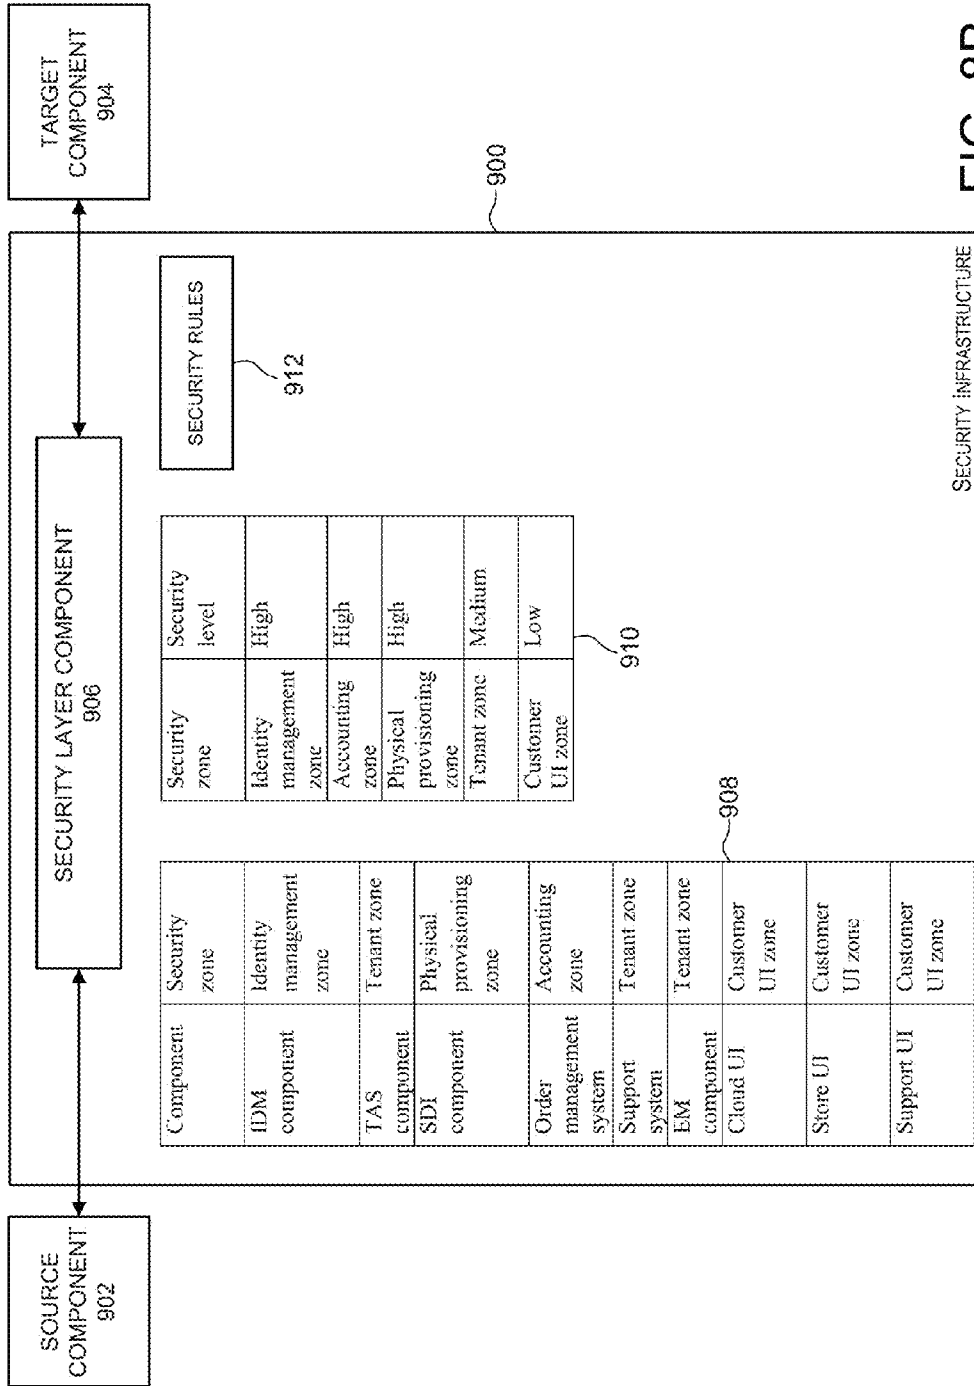 SOURCE
COMPONENT
902
SECURITY LAYER COMPONENT
906
TARGET
COMPONENT
904
Component
Security
zone
IDM
component
Identity
management
zone
TAS
component
Tenant zone
SDI
component
Physical
provisioning
zone
Order
management
system
Accounting
zone
Support
system
Tenant zone
EM
component
Tenant zone
Cloud UI
Customer
UI zone
Store UI
Customer
UI zone
Support UI
Customer
UI zone
908
Security
zone
Security
level
Identity
management
zone
High
Accounting
zone
High
Physical
provisioning
zone
High
Tenant zone
Medium
Customer
UI zone
Low
910
SECURITY RULES
912
900
SECURITY INFRASTRUCTURE